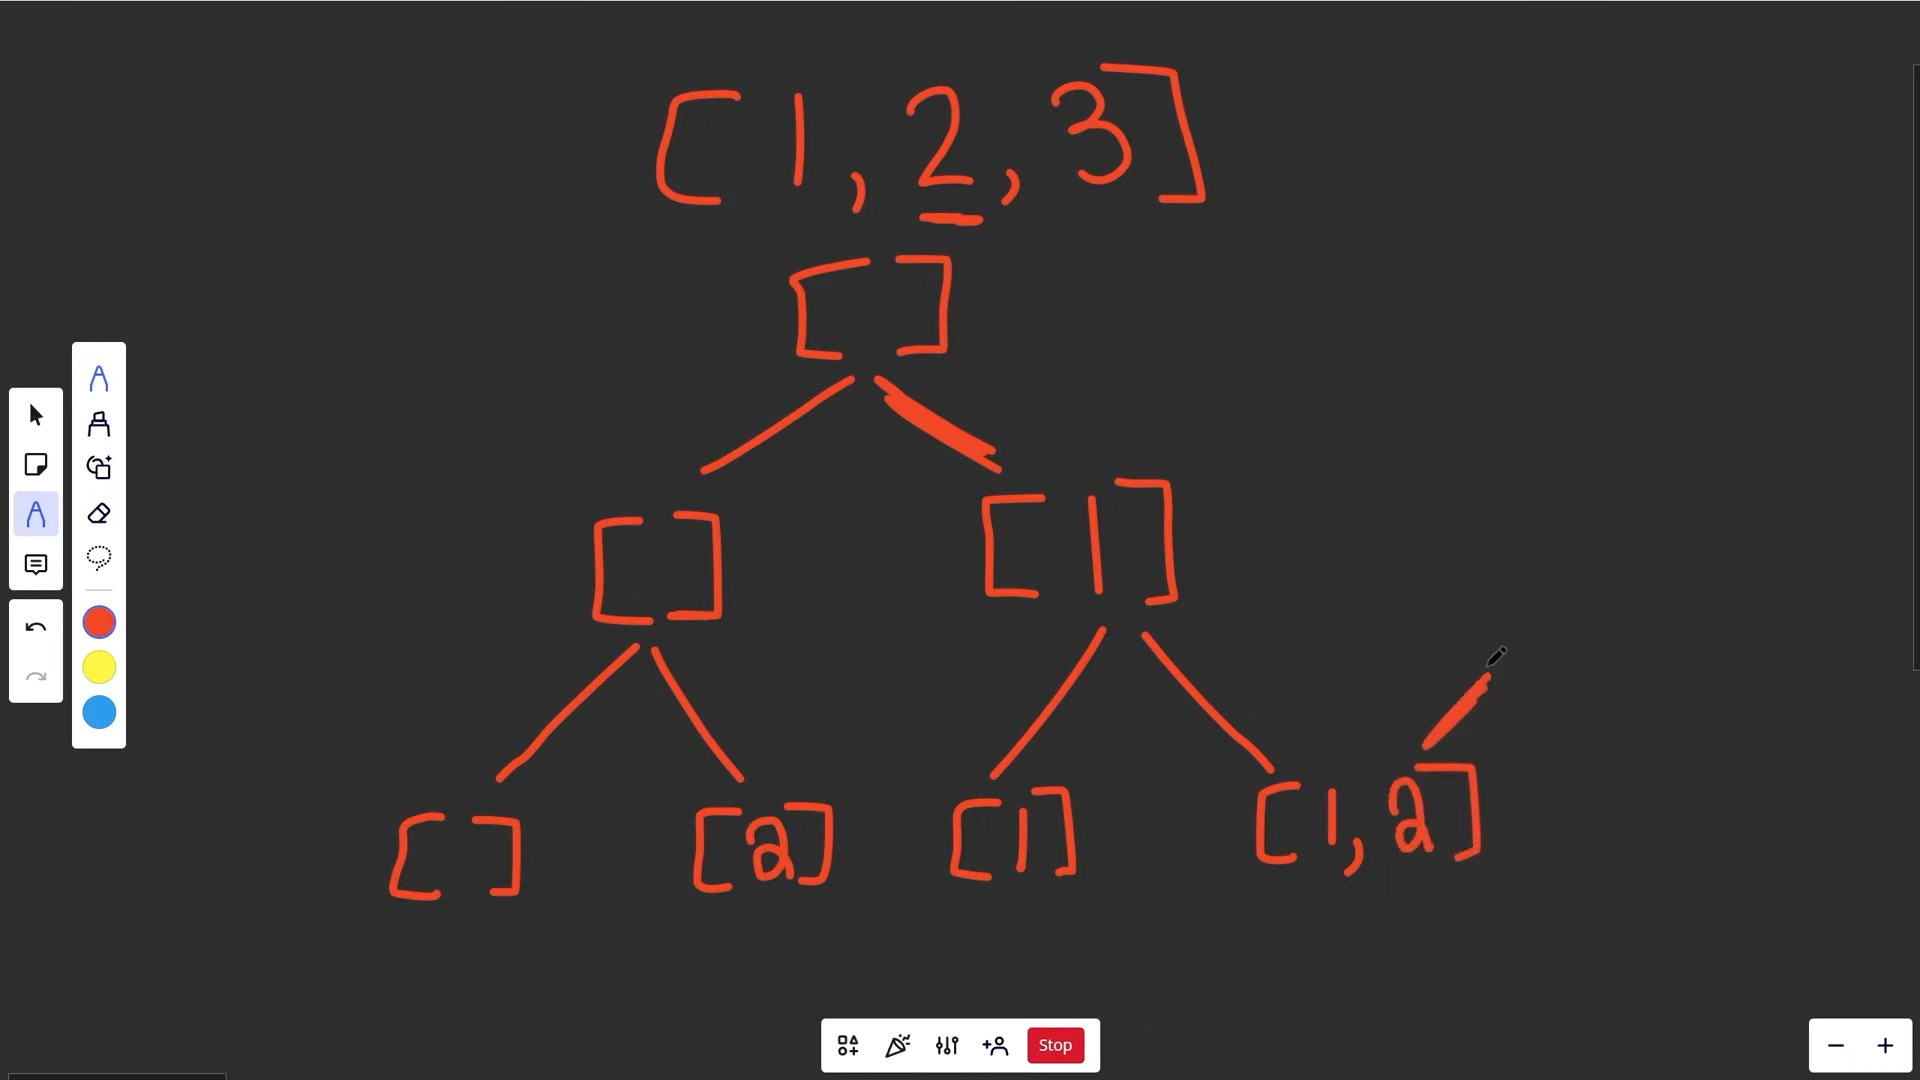 [1, 2, 3]
[ ]
[ ] [1]
[ ] [2] [1] [1, 2]
Stop